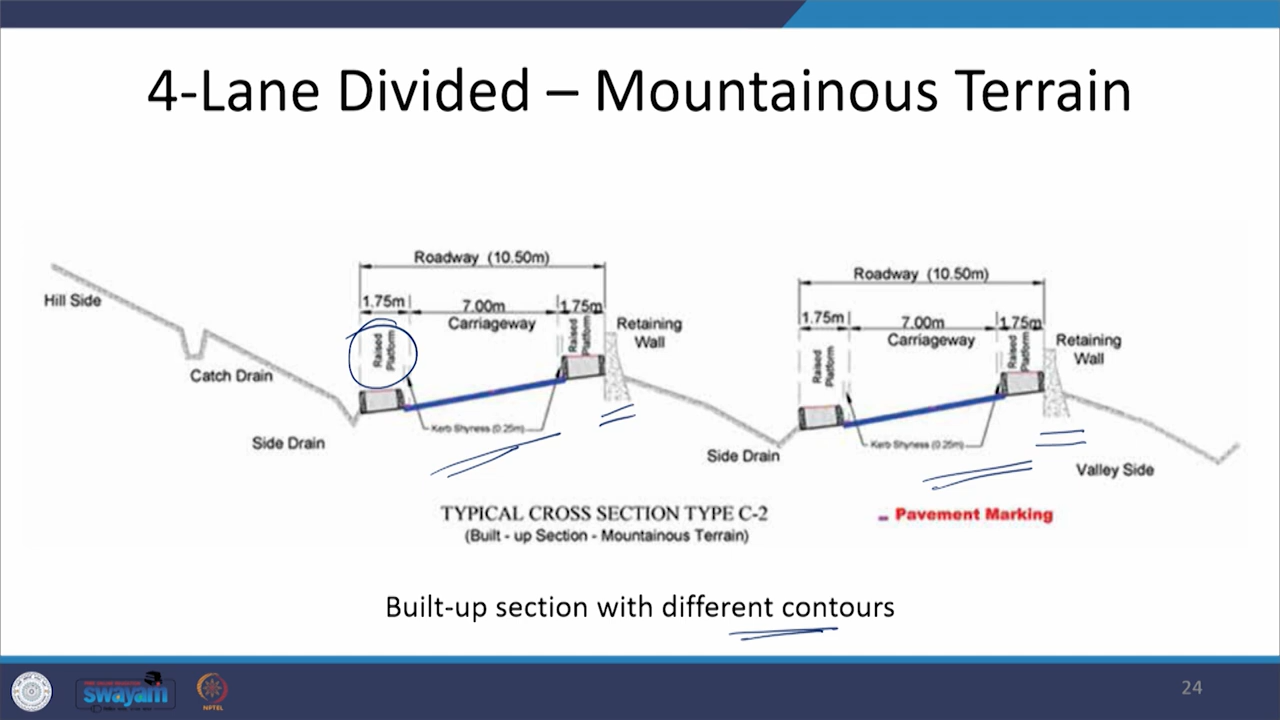 4-Lane Divided – Mountainous Terrain
Roadway (10.50m)
1.75m
7.00m
1.75m
Carriageway
Raised Platform
Raised Platform
Retaining Wall
Hill Side
Catch Drain
Side Drain
Kerb Shyness (0.25m)
Roadway (10.50m)
1.75m
7.00m
1.75m
Carriageway
Raised Platform
Raised Platform
Retaining Wall
Side Drain
Kerb Shyness (0.25m)
Valley Side
TYPICAL CROSS SECTION TYPE C-2
(Built - up Section - Mountainous Terrain)
Pavement Marking
Built-up section with different contours
swayam
NPTEL
24